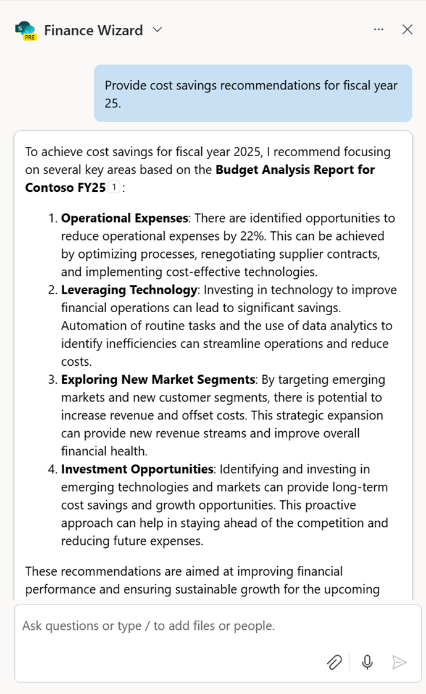 Finance Wizard
PRE
Provide cost savings recommendations for fiscal year
25.
To achieve cost savings for fiscal year 2025, I recommend focusing
on several key areas based on the Budget Analysis Report for
Contoso FY25 1 :
1. Operational Expenses: There are identified opportunities to
reduce operational expenses by 22%. This can be achieved
by optimizing processes, renegotiating supplier contracts,
and implementing cost-effective technologies.
2. Leveraging Technology: Investing in technology to improve
financial operations can lead to significant savings.
Automation of routine tasks and the use of data analytics to
identify inefficiencies can streamline operations and reduce
costs.
3. Exploring New Market Segments: By targeting emerging
markets and new customer segments, there is potential to
increase revenue and offset costs. This strategic expansion
can provide new revenue streams and improve overall
financial health.
4. Investment Opportunities: Identifying and investing in
emerging technologies and markets can provide long-term
cost savings and growth opportunities. This proactive
approach can help in staying ahead of the competition and
reducing future expenses.
These recommendations are aimed at improving financial
performance and ensuring sustainable growth for the upcoming
Ask questions or type / to add files or people.